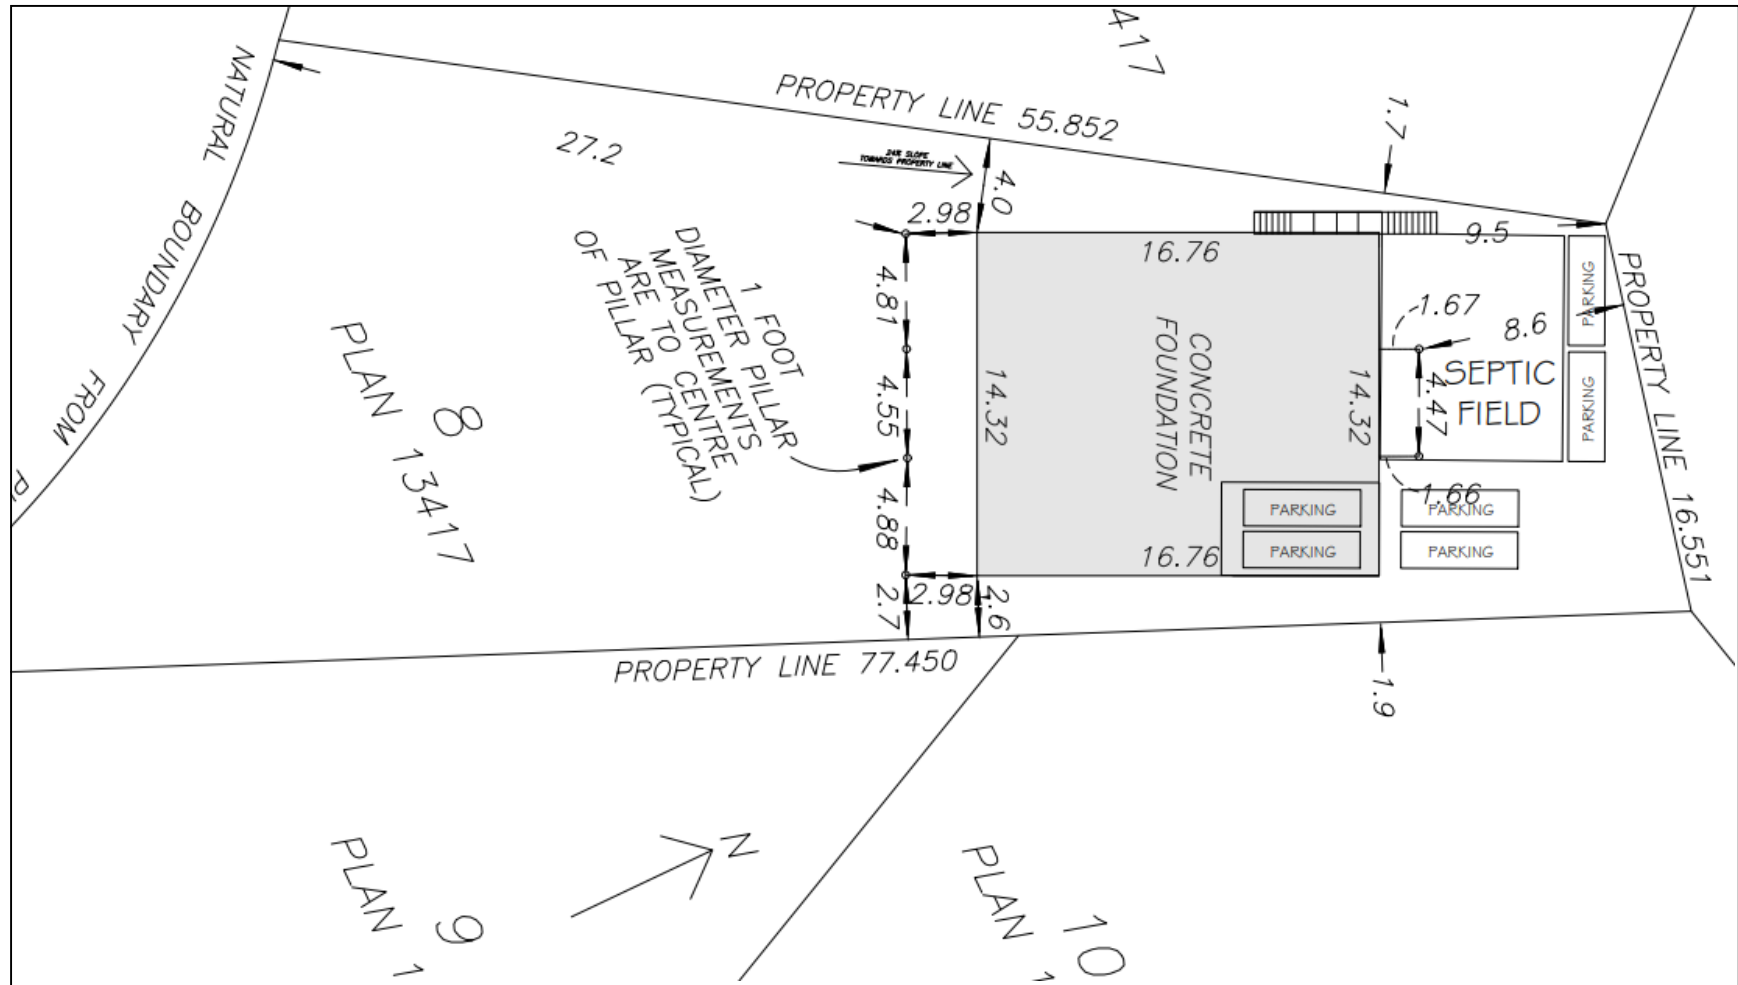 417
PROPERTY LINE 55.852
NATURAL BOUNDARY FROM
27.2
24% SLOPE
TOWARDS PROPERTY LINE
1.7
4.0
2.98
9.5
16.76
1 FOOT
DIAMETER PILLAR
MEASUREMENTS
ARE TO CENTRE
OF PILLAR (TYPICAL)
4.81
4.55
4.88
2.7
2.98
2.6
14.32
CONCRETE
FOUNDATION
14.32
16.76
1.67
8.6
4.47
SEPTIC
FIELD
1.66
PARKING
PARKING
PARKING
PARKING
PARKING
PARKING
PROPERTY LINE 16.551
8
PLAN 13417
PROPERTY LINE 77.450
1.9
N
9
PLAN 1
10
PLAN 1